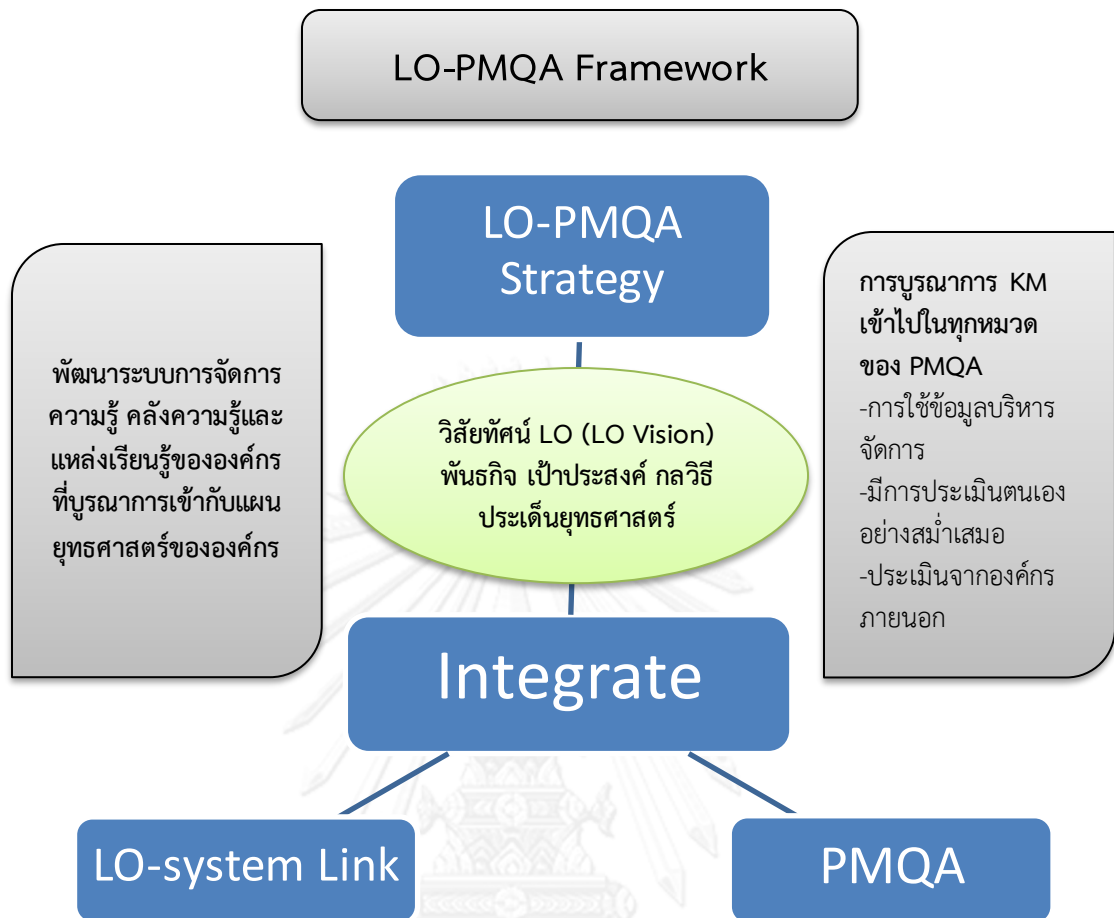 LO-PMQA Framework
LO-PMQA
Strategy
พัฒนาระบบการจัดการ
ความรู้ คลังความรู้และ
แหล่งเรียนรู้ขององค์กร
ที่บูรณาการเข้ากับแผน
ยุทธศาสตร์ขององค์กร
วิสัยทัศน์ LO (LO Vision)
พันธกิจ เป้าประสงค์ กลวิธี
ประเด็นยุทธศาสตร์
การบูรณาการ KM
เข้าไปในทุกหมวด
ของ PMQA
-การใช้ข้อมูลบริหาร
จัดการ
-มีการประเมินตนเอง
อย่างสม่ำเสมอ
-ประเมินจากองค์กร
ภายนอก
Integrate
LO-system Link
PMQA